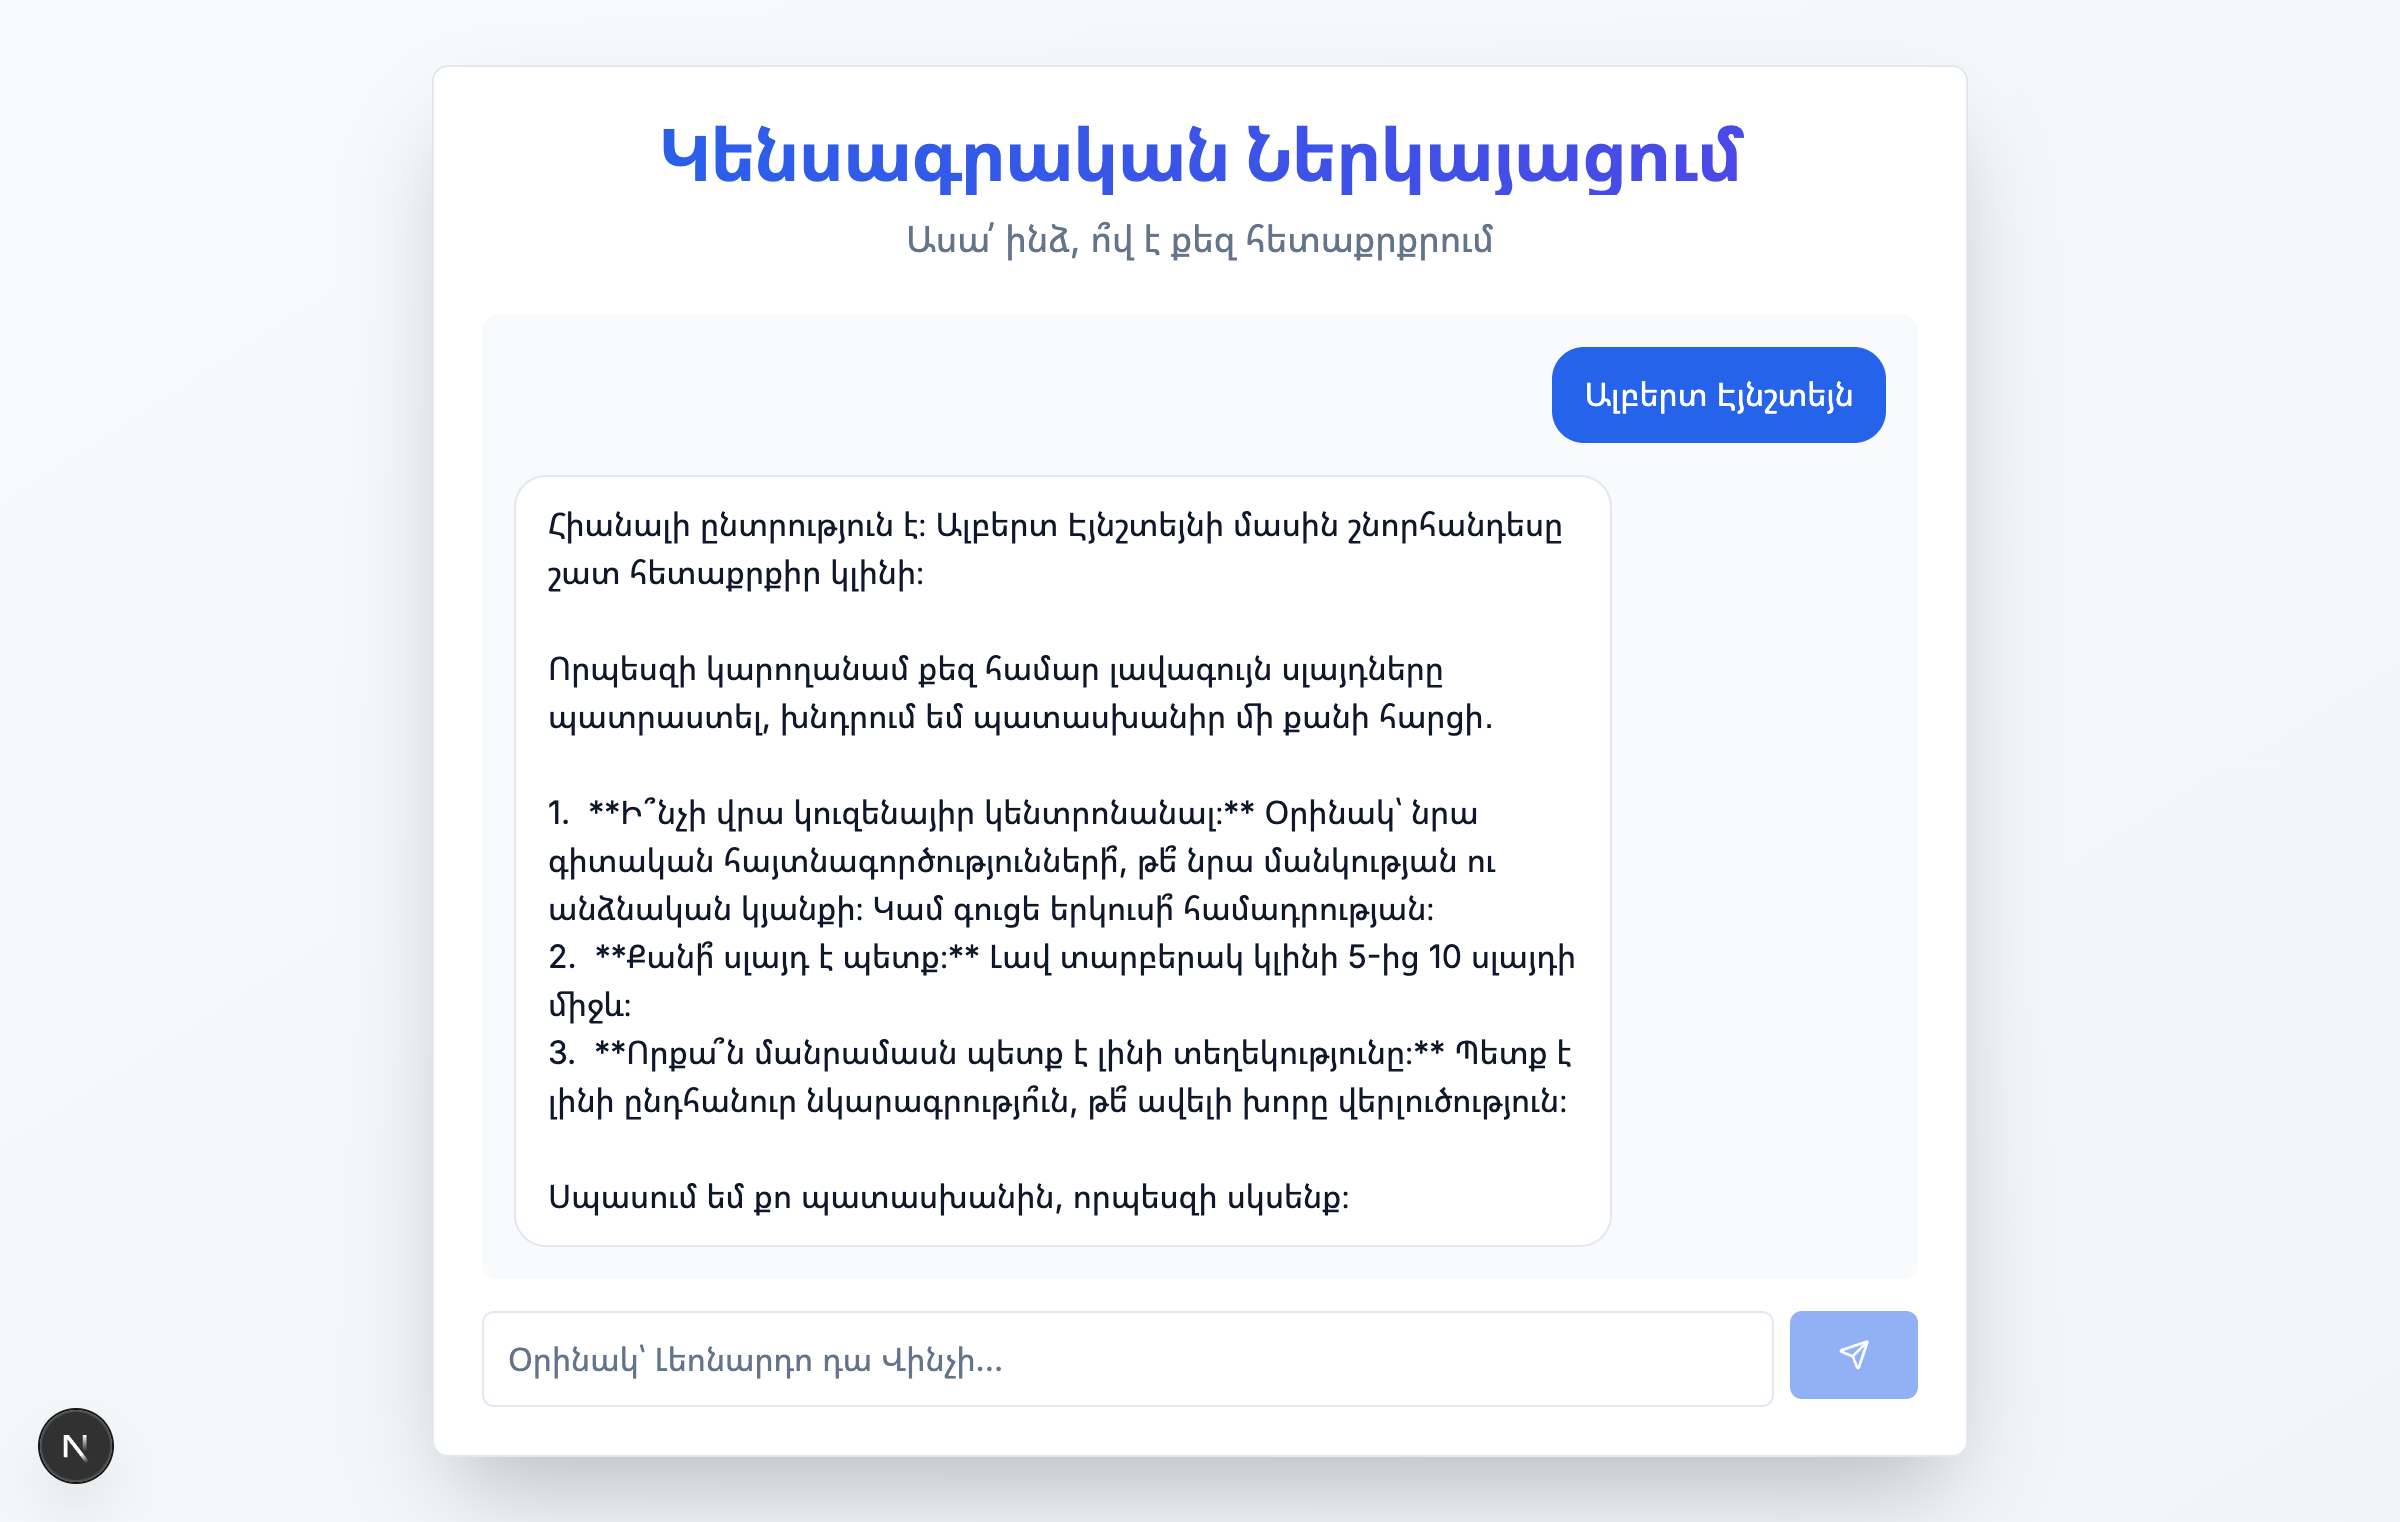 Կենսագրական Ներկայացում
Ասա՛ ինձ, ո՞վ է քեզ հետաքրքրում
Ալբերտ Էյնշտեյն
Հիանալի ընտրություն է: Ալբերտ Էյնշտեյնի մասին շնորհանդեսը
շատ հետաքրքիր կլինի:
Որպեսզի կարողանամ քեզ համար լավագույն սլայդները
պատրաստել, խնդրում եմ պատասխանիր մի քանի հարցի.
1. **Ի՞նչի վրա կուզենայիր կենտրոնանալ:** Օրինակ՝ նրա
գիտական հայտնագործությունների՞, թե՞ նրա մանկության ու
անձնական կյանքի: Կամ գուցե երկուսի՞ համադրության:
2. **Քանի՞ սլայդ է պետք:** Լավ տարբերակ կլինի 5-ից 10 սլայդի
միջև:
3. **Որքա՞ն մանրամասն պետք է լինի տեղեկությունը:** Պետք է
լինի ընդհանուր նկարագրությո՞ւն, թե՞ ավելի խորը վերլուծություն:
Սպասում եմ քո պատասխանին, որպեսզի սկսենք:
Օրինակ՝ Լեոնարդո դա Վինչի...
N